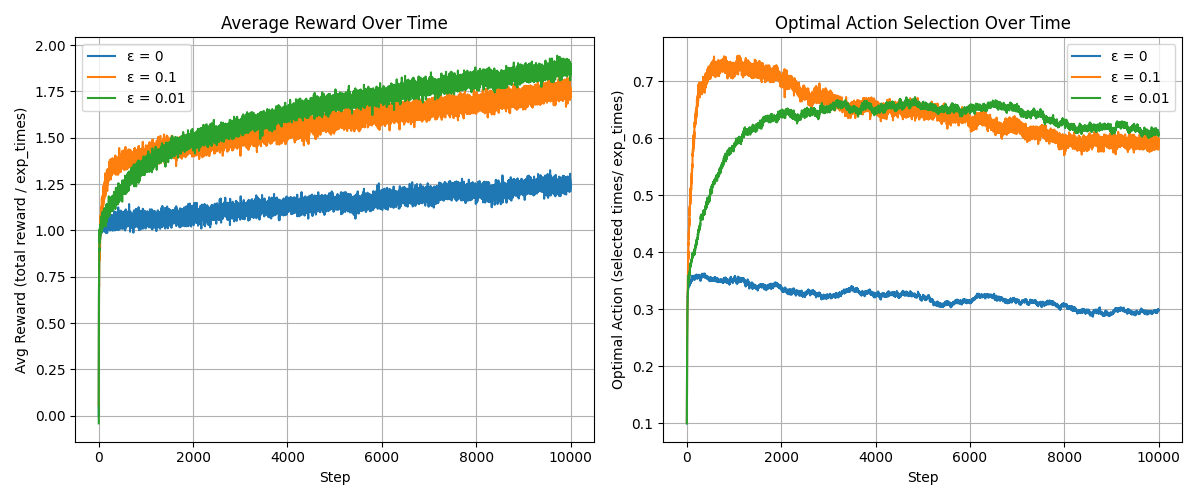 Average Reward Over Time
Avg Reward (total reward / exp_times)
2.00
1.75
1.50
1.25
1.00
0.75
0.50
0.25
0.00
ε = 0
ε = 0.1
ε = 0.01
0 2000 4000 6000 8000 10000
Step
Optimal Action Selection Over Time
Optimal Action (selected times/ exp_times)
0.7
0.6
0.5
0.4
0.3
0.2
0.1
ε = 0
ε = 0.1
ε = 0.01
0 2000 4000 6000 8000 10000
Step